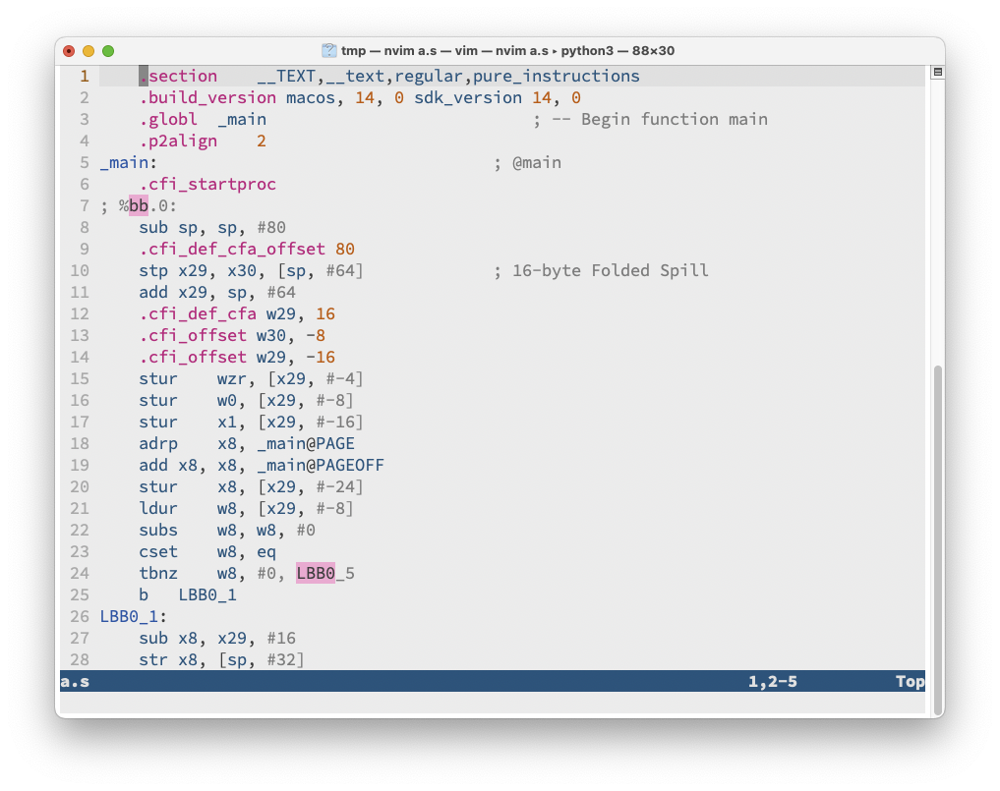 tmp — nvim a.s — vim — nvim a.s ▸ python3 — 88×30
1 .section __TEXT,__text,regular,pure_instructions
2 .build_version macos, 14, 0 sdk_version 14, 0
3 .globl _main ; -- Begin function main
4 .p2align 2
5 _main: ; @main
6 .cfi_startproc
7 ; %bb.0:
8 sub sp, sp, #80
9 .cfi_def_cfa_offset 80
10 stp x29, x30, [sp, #64] ; 16-byte Folded Spill
11 add x29, sp, #64
12 .cfi_def_cfa w29, 16
13 .cfi_offset w30, -8
14 .cfi_offset w29, -16
15 stur wzr, [x29, #-4]
16 stur w0, [x29, #-8]
17 stur x1, [x29, #-16]
18 adrp x8, _main@PAGE
19 add x8, x8, _main@PAGEOFF
20 stur x8, [x29, #-24]
21 ldur w8, [x29, #-8]
22 subs w8, w8, #0
23 cset w8, eq
24 tbnz w8, #0, LBB0_5
25 b LBB0_1
26 LBB0_1:
27 sub x8, x29, #16
28 str x8, [sp, #32]
a.s 1,2-5 Top